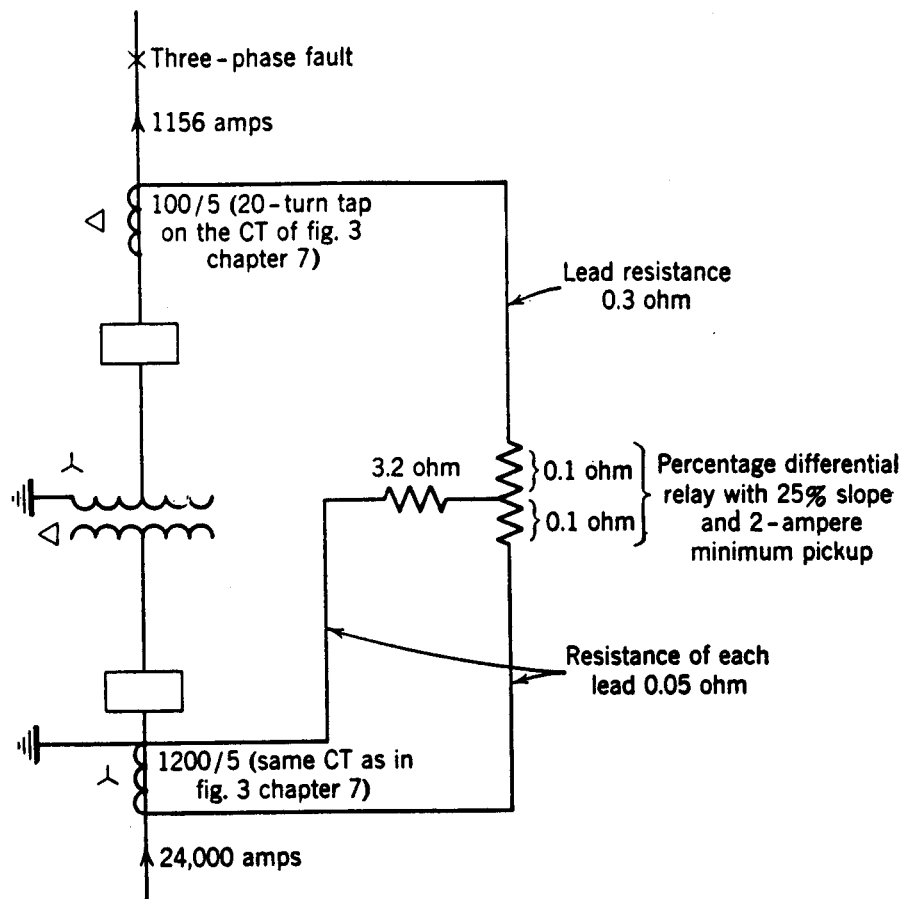 Three-phase fault
1156 amps
100/5 (20-turn tap
on the CT of fig. 3
chapter 7)
Lead resistance
0.3 ohm
3.2 ohm
0.1 ohm
0.1 ohm
Percentage differential
relay with 25% slope
and 2-ampere
minimum pickup
Resistance of each
lead 0.05 ohm
1200/5 (same CT as in
fig. 3 chapter 7)
24,000 amps